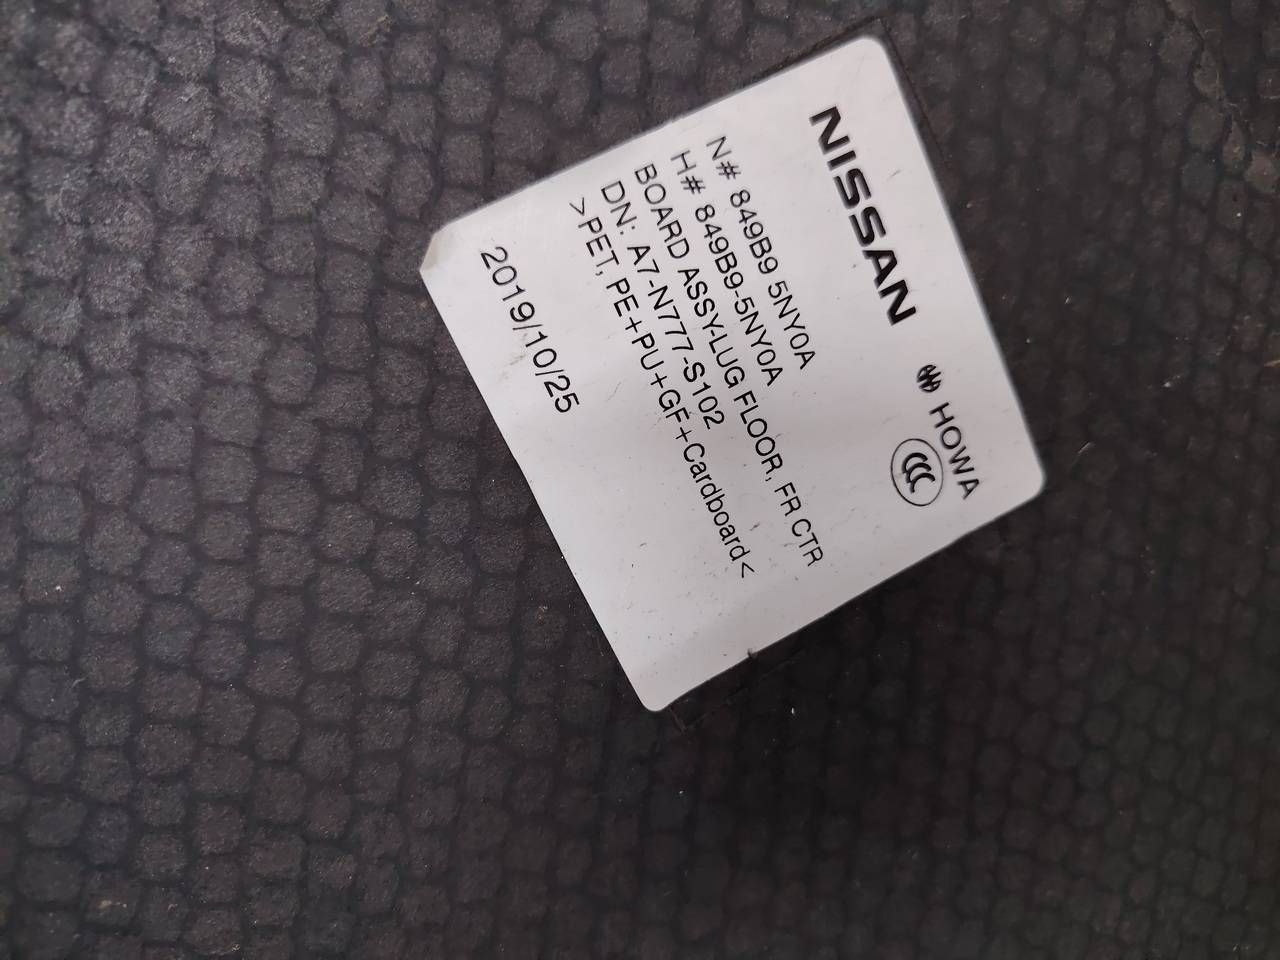 NISSAN
HOWA
CCC
N# 849B9 5NY0A
H# 849B9-5NY0A
BOARD ASSY-LUG FLOOR, FR CTR
DN: A7-N777-S102
>PET, PE+PU+GF+Cardboard<
2019/10/25